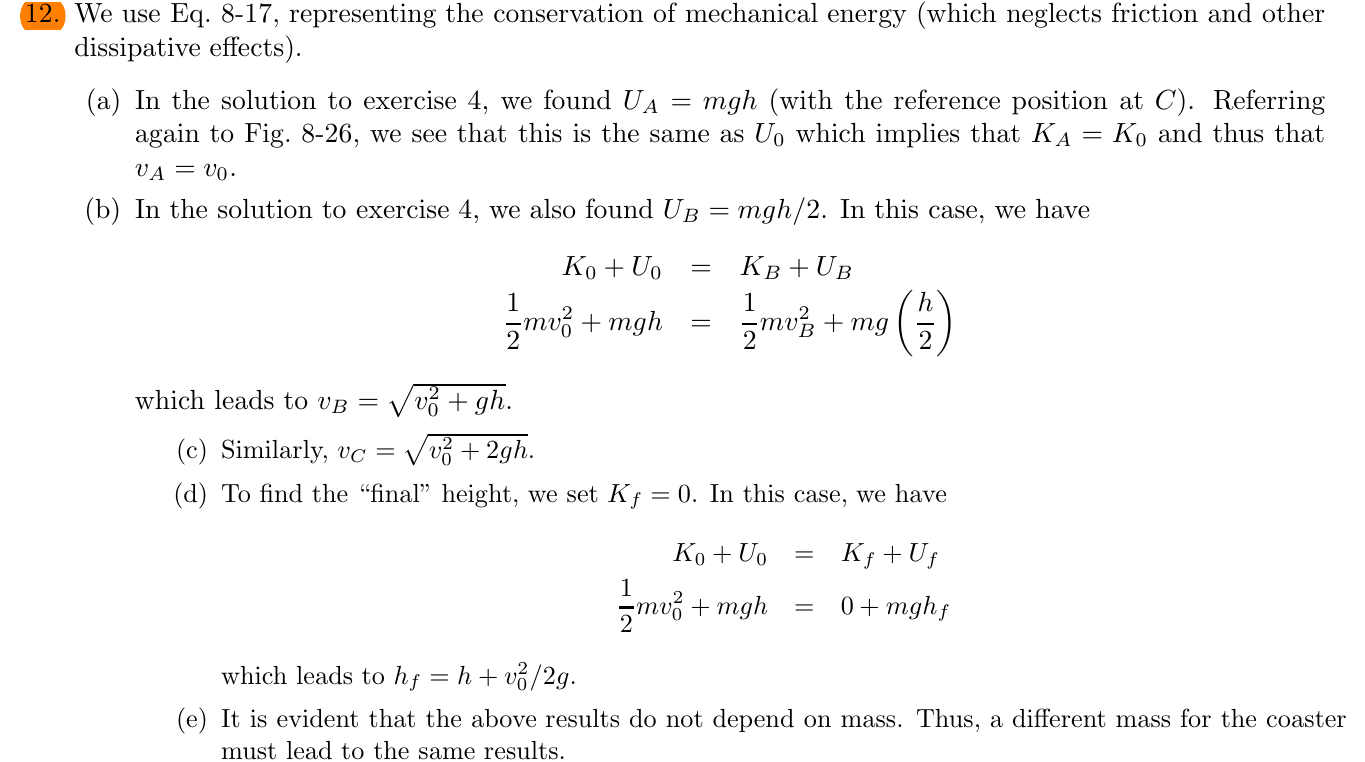 12. We use Eq. 8-17, representing the conservation of mechanical energy (which neglects friction and other
dissipative effects).
(a) In the solution to exercise 4, we found U_A = mgh (with the reference position at C). Referring
again to Fig. 8-26, we see that this is the same as U_0 which implies that K_A = K_0 and thus that
v_A = v_0.
(b) In the solution to exercise 4, we also found U_B = mgh/2. In this case, we have
K_0 + U_0 = K_B + U_B
\frac{1}{2}mv_0^2 + mgh = \frac{1}{2}mv_B^2 + mg\left(\frac{h}{2}\right)
which leads to v_B = \sqrt{v_0^2 + gh}.
(c) Similarly, v_C = \sqrt{v_0^2 + 2gh}.
(d) To find the “final” height, we set K_f = 0. In this case, we have
K_0 + U_0 = K_f + U_f
\frac{1}{2}mv_0^2 + mgh = 0 + mgh_f
which leads to h_f = h + v_0^2/2g.
(e) It is evident that the above results do not depend on mass. Thus, a different mass for the coaster
must lead to the same results.